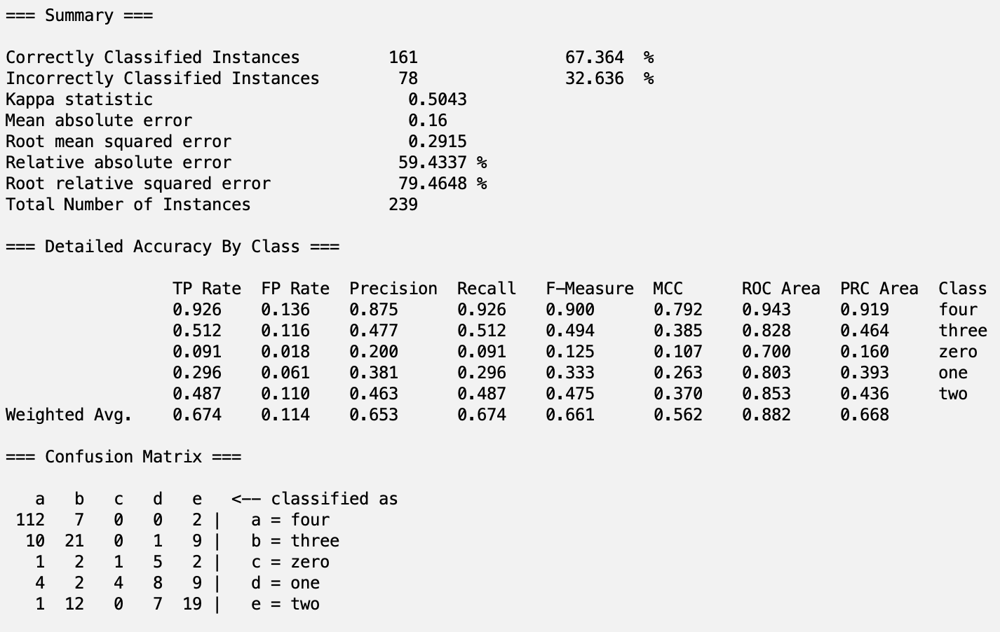 === Summary ===
Correctly Classified Instances 161 67.364 %
Incorrectly Classified Instances 78 32.636 %
Kappa statistic 0.5043
Mean absolute error 0.16
Root mean squared error 0.2915
Relative absolute error 59.4337 %
Root relative squared error 79.4648 %
Total Number of Instances 239
=== Detailed Accuracy By Class ===
TP Rate FP Rate Precision Recall F-Measure MCC ROC Area PRC Area Class
0.926 0.136 0.875 0.926 0.900 0.792 0.943 0.919 four
0.512 0.116 0.477 0.512 0.494 0.385 0.828 0.464 three
0.091 0.018 0.200 0.091 0.125 0.107 0.700 0.160 zero
0.296 0.061 0.381 0.296 0.333 0.263 0.803 0.393 one
0.487 0.110 0.463 0.487 0.475 0.370 0.853 0.436 two
Weighted Avg. 0.674 0.114 0.653 0.674 0.661 0.562 0.882 0.668
=== Confusion Matrix ===
a b c d e <-- classified as
112 7 0 0 2 | a = four
10 21 0 1 9 | b = three
1 2 1 5 2 | c = zero
4 2 4 8 9 | d = one
1 12 0 7 19 | e = two